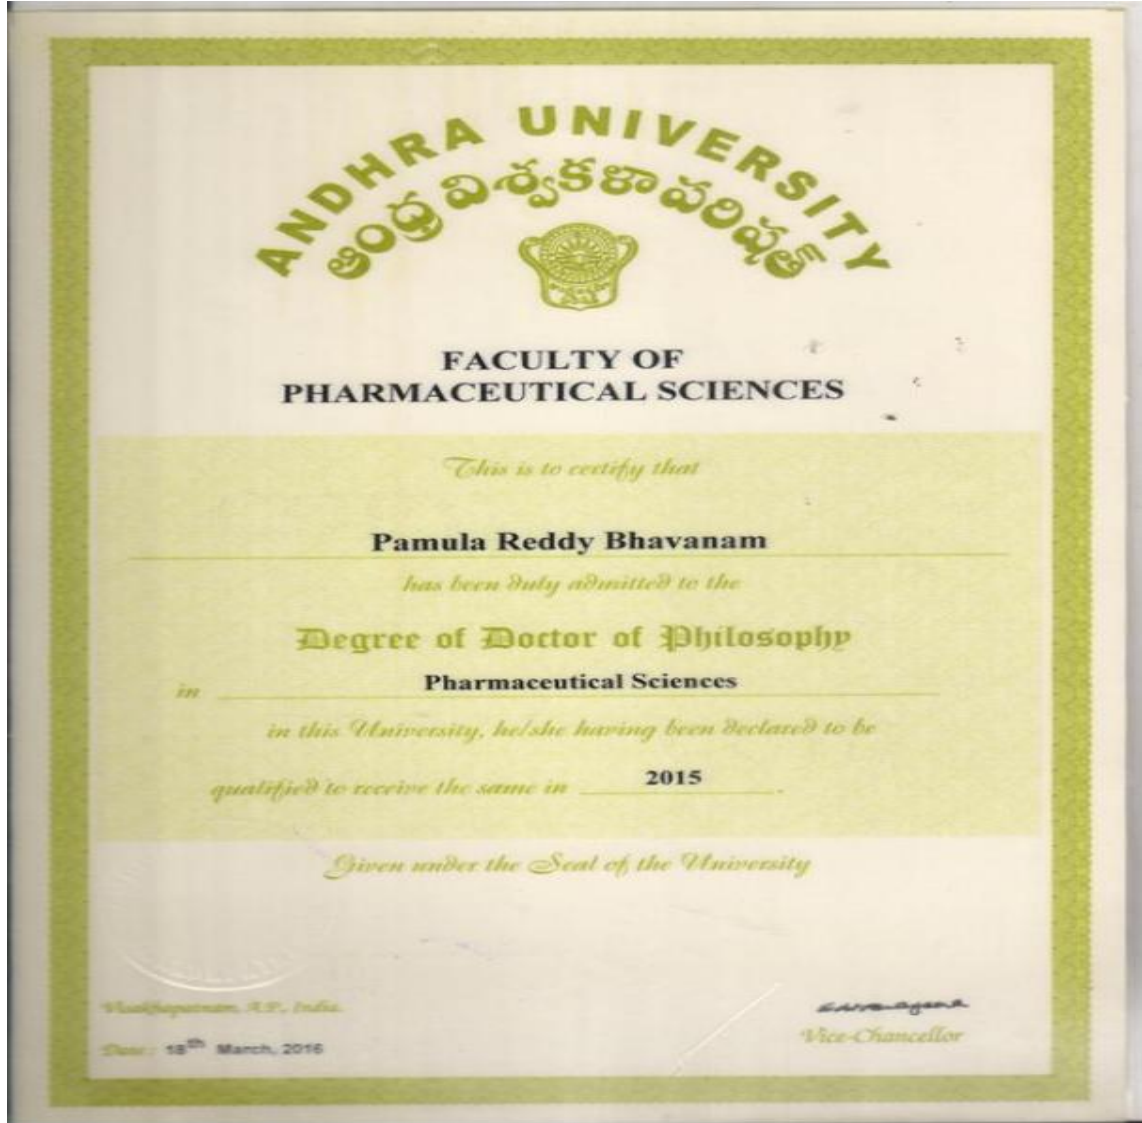 ANDHRA UNIVERSITY
ఆంధ్ర విశ్వకళా పరిషత్
FACULTY OF
PHARMACEUTICAL SCIENCES
This is to certify that
Pamula Reddy Bhavanam
has been duly admitted to the
Degree of Doctor of Philosophy
in Pharmaceutical Sciences
in this University, he/she having been declared to be
qualified to receive the same in 2015.
Given under the Seal of the University
Visakhapatnam, A.P., India.
Date: 18th March, 2016
Vice-Chancellor